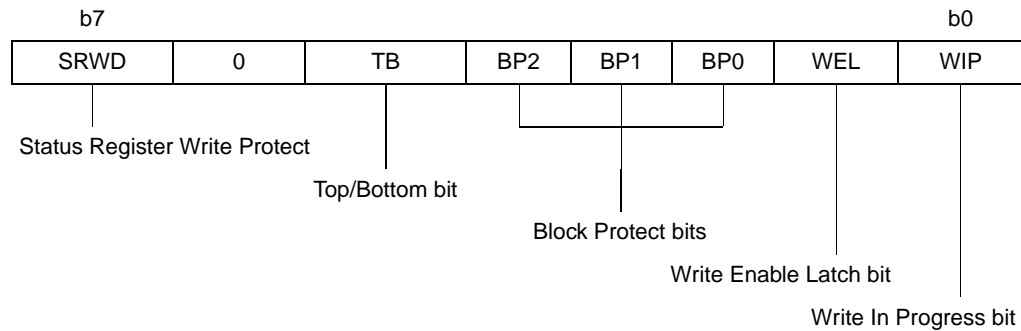 b7 b0
SRWD 0 TB BP2 BP1 BP0 WEL WIP
Status Register Write Protect
Top/Bottom bit
Block Protect bits
Write Enable Latch bit
Write In Progress bit